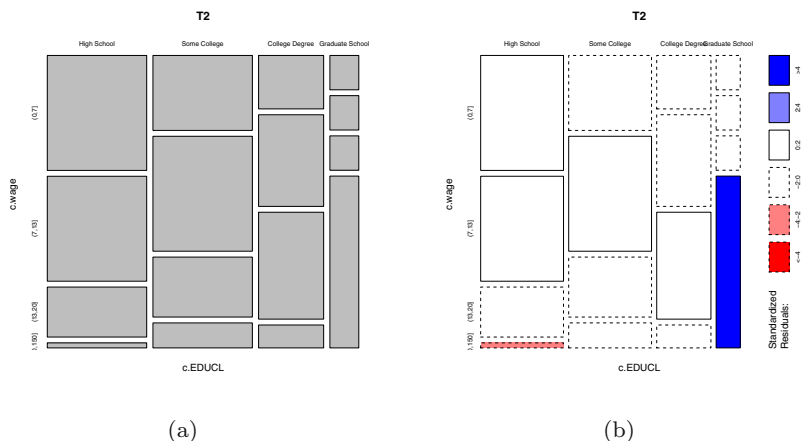 T2
High School Some College College Degree Graduate School
(0,7]
(7,13]
(13,20]
),150]
c.wage
c.EDUCL
(a)
T2
High School Some College College Degree Graduate School
(0,7]
(7,13]
(13,20]
),150]
c.wage
c.EDUCL
(b)
>4
2:4
0:2
−2:0
−4:−2
<−4
Standardized
Residuals: